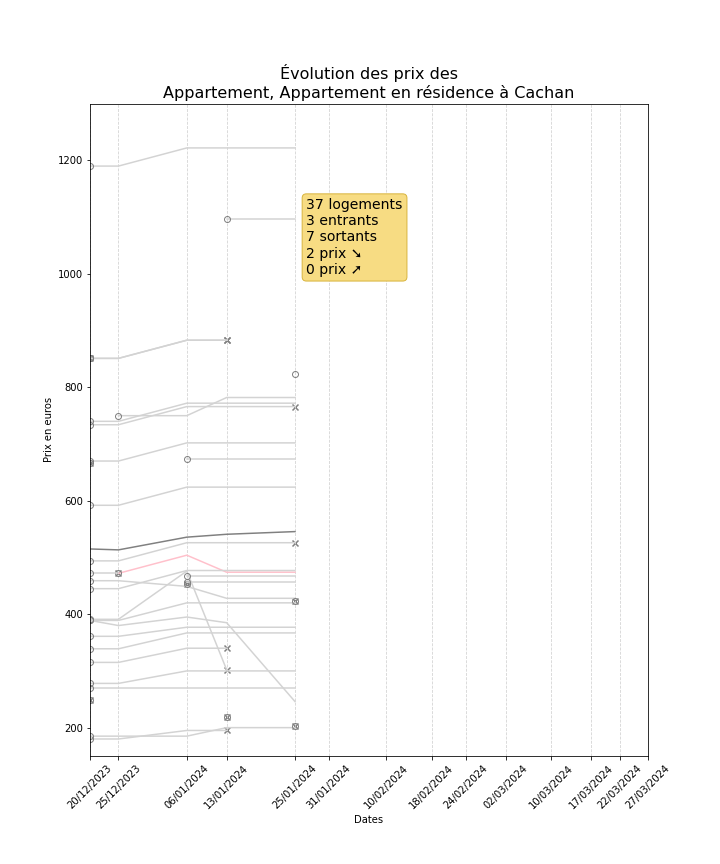 Évolution des prix des
Appartement, Appartement en résidence à Cachan
1200
1000
800
600
400
200
Prix en euros
37 logements
3 entrants
7 sortants
2 prix ➘
0 prix ➚
20/12/2023
25/12/2023
06/01/2024
13/01/2024
25/01/2024
31/01/2024
10/02/2024
18/02/2024
24/02/2024
02/03/2024
10/03/2024
17/03/2024
22/03/2024
27/03/2024
Dates